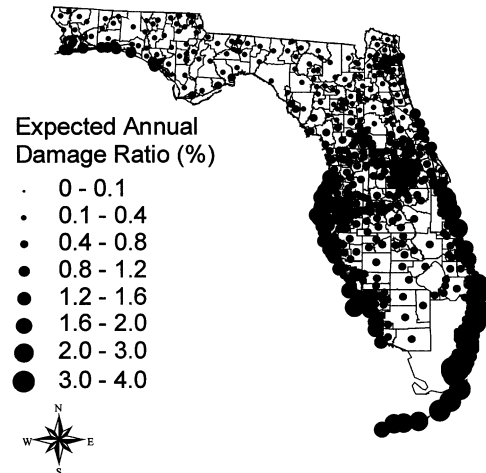 Expected Annual
Damage Ratio (%)
0 - 0.1
0.1 - 0.4
0.4 - 0.8
0.8 - 1.2
1.2 - 1.6
1.6 - 2.0
2.0 - 3.0
3.0 - 4.0
N
W E
S